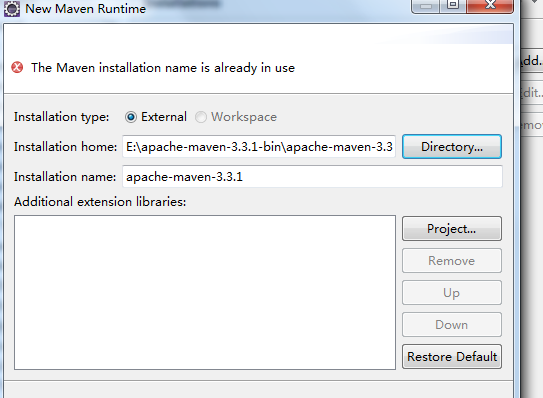 New Maven Runtime
The Maven installation name is already in use
Installation type: External Workspace
Installation home: E:\apache-maven-3.3.1-bin\apache-maven-3.3 Directory...
Installation name: apache-maven-3.3.1
Additional extension libraries:
Project...
Remove
Up
Down
Restore Default
dd...
dit...
emov